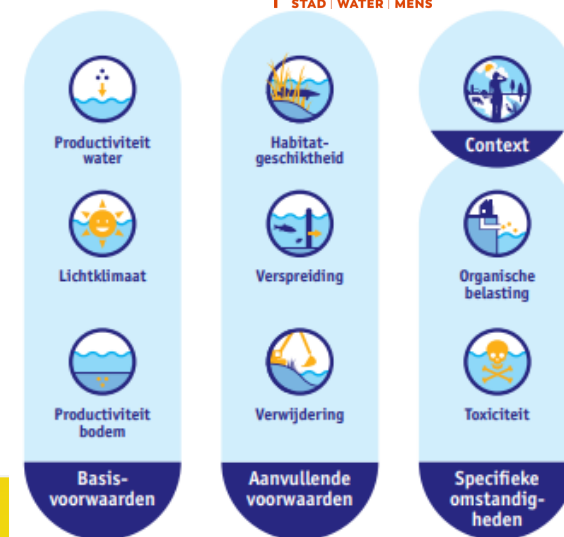 STAD | WATER | MENS
Productiviteit
water
Lichtklimaat
Productiviteit
bodem
Basis-
voorwaarden
Habitat-
geschiktheid
Verspreiding
Verwijdering
Aanvullende
voorwaarden
Context
Organische
belasting
Toxiciteit
Specifieke
omstandig-
heden